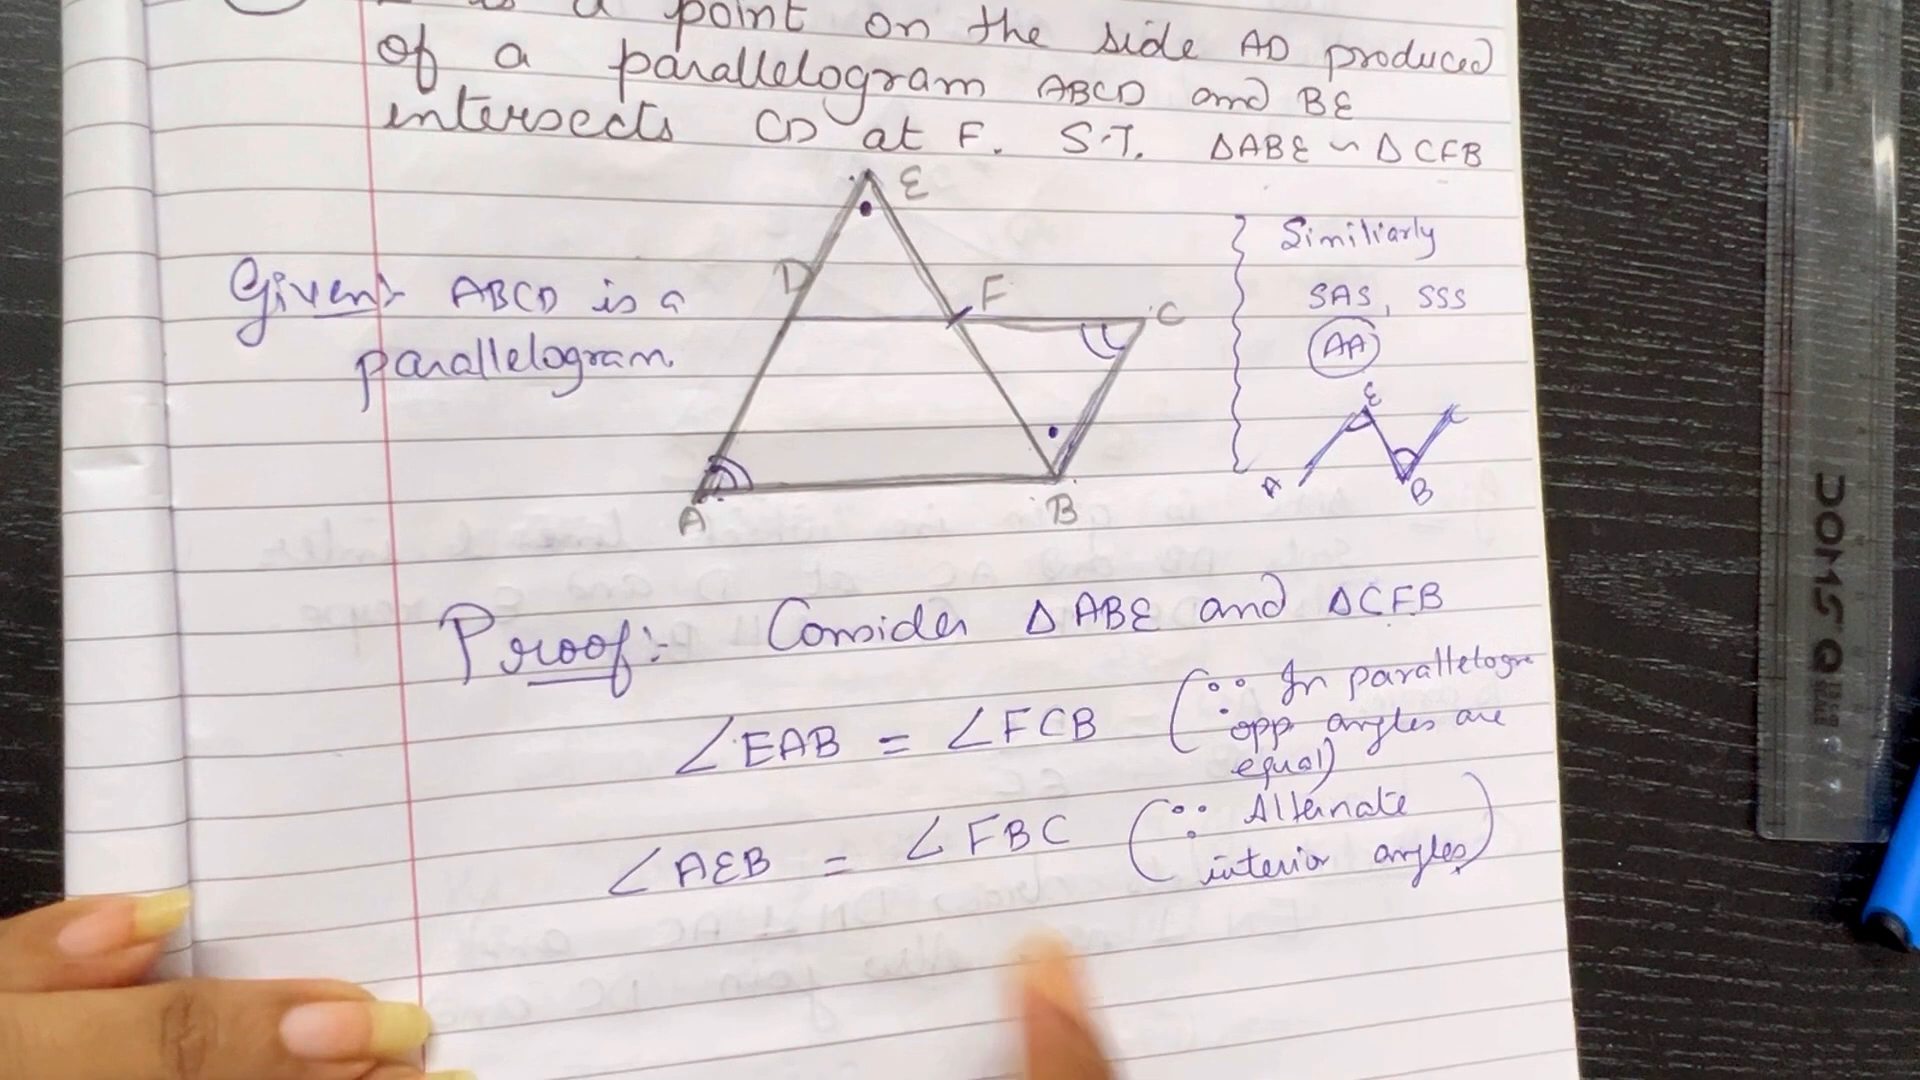 a point on the side AD produced
of a parallelogram ABCD and BE
intersects CD at F. S.T. ΔABE ~ ΔCFB
E
D
F
C
A
B
Given:- ABCD is a
parallelogram.
Similiarly
SAS, SSS
AA
E
A
B
C
Proof:- Consider ΔABE and ΔCFB
∠EAB = ∠FCB (∵ In parallelogra
opp angles are
equal)
∠AEB = ∠FBC (∵ Alternate
interior angles)
DOMS